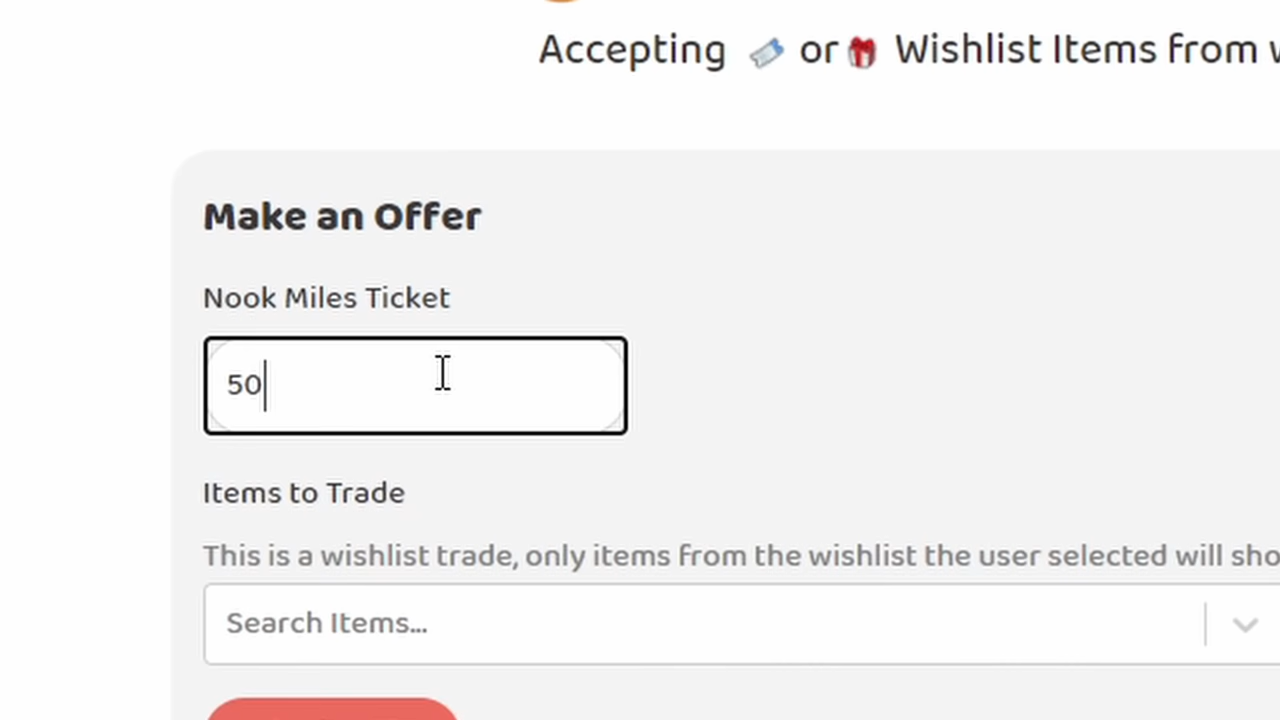 Accepting or Wishlist Items from
Make an Offer
Nook Miles Ticket
50
Items to Trade
This is a wishlist trade, only items from the wishlist the user selected will
Search Items...